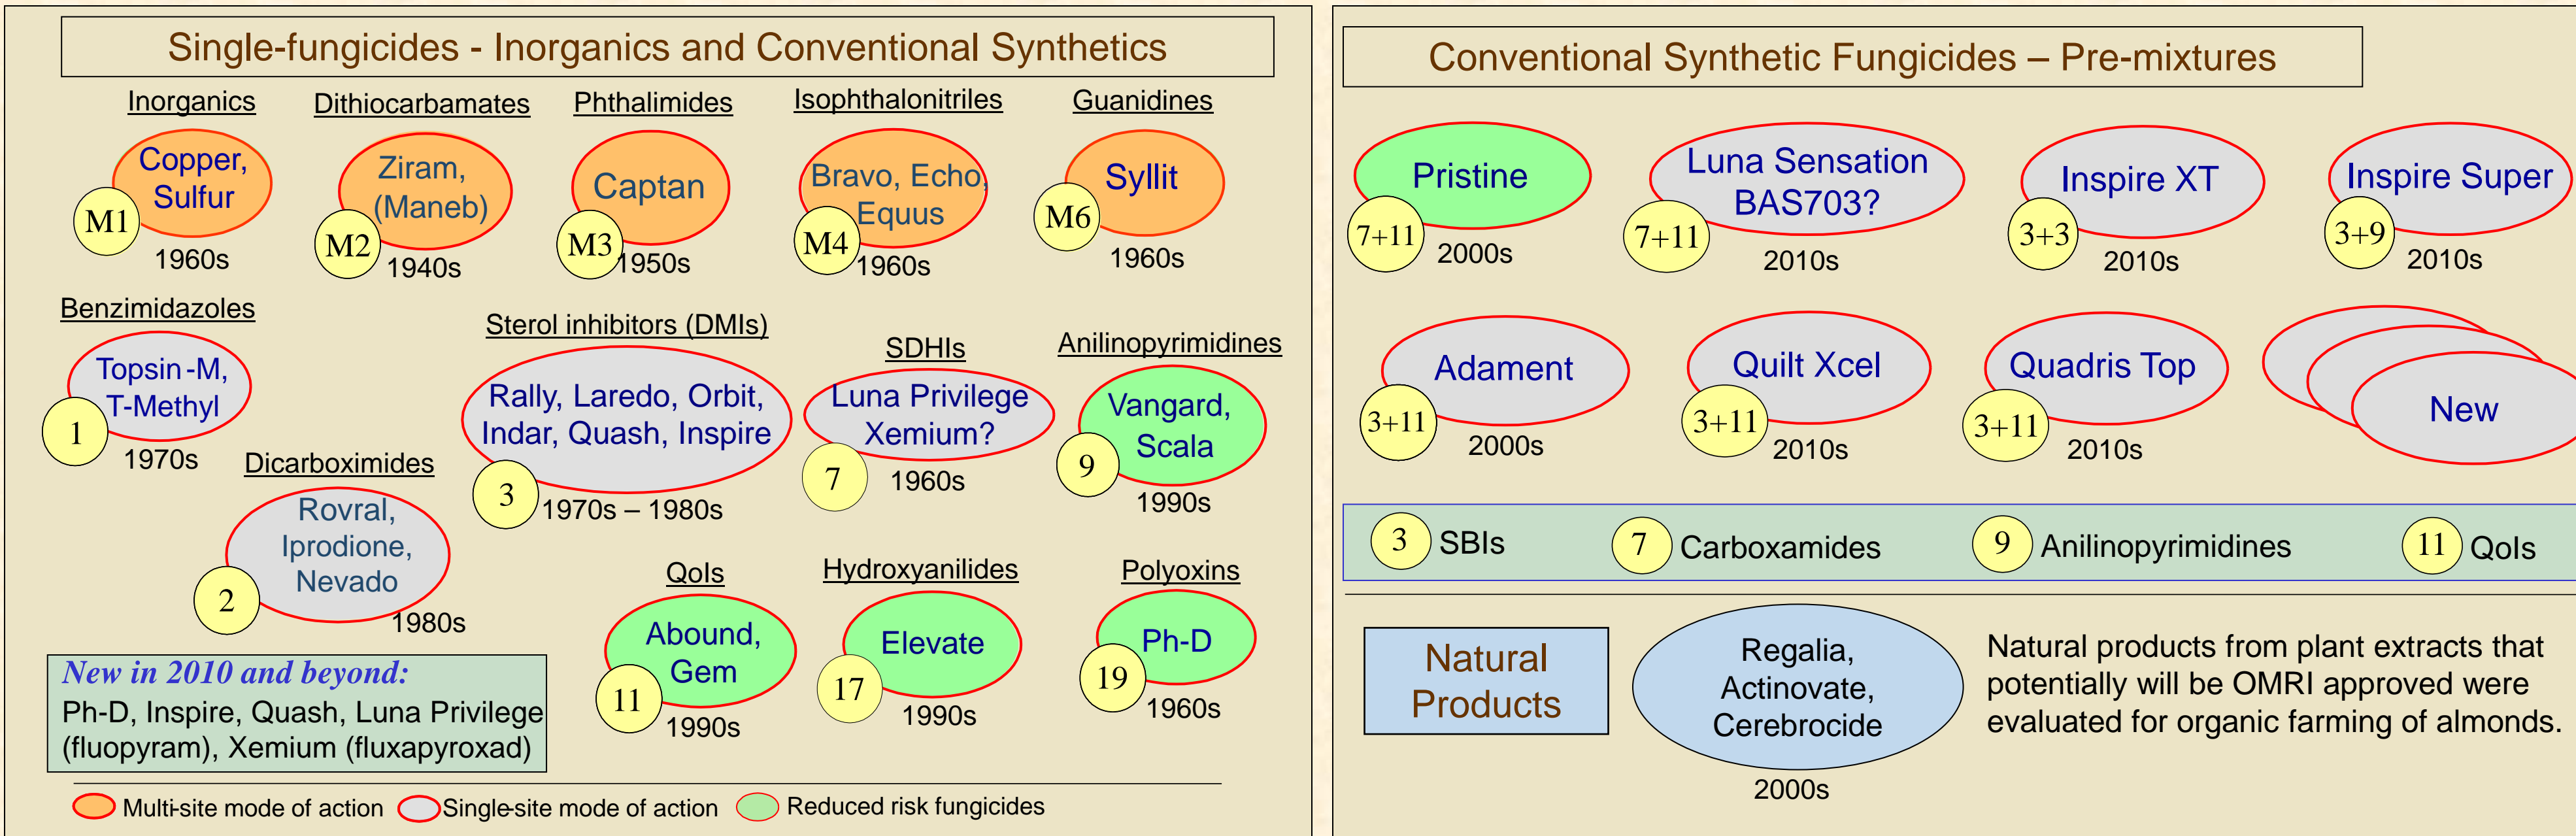 Single-fungicides - Inorganics and Conventional Synthetics
Inorganics
Copper,
Sulfur
M1
1960s
Dithiocarbamates
Ziram,
(Maneb)
M2
1940s
Phthalimides
Captan
M3
1950s
Isophthalonitriles
Bravo, Echo,
Equus
M4
1960s
Guanidines
Syllit
M6
1960s
Benzimidazoles
Topsin-M,
T-Methyl
1
1970s
Dicarboximides
Rovral,
Iprodione,
Nevado
2
1980s
Sterol inhibitors (DMIs)
Rally, Laredo, Orbit,
Indar, Quash, Inspire
3
1970s – 1980s
SDHIs
Luna Privilege
Xemium?
7
1960s
Anilinopyrimidines
Vangard,
Scala
9
1990s
QoIs
Abound,
Gem
11
1990s
Hydroxyanilides
Elevate
17
1990s
Polyoxins
Ph-D
19
1960s
New in 2010 and beyond:
Ph-D, Inspire, Quash, Luna Privilege
(fluopyram), Xemium (fluxapyroxad)
Multi-site mode of action
Single-site mode of action
Reduced risk fungicides
Conventional Synthetic Fungicides – Pre-mixtures
Pristine
7+11
2000s
Luna Sensation
BAS703?
7+11
2010s
Inspire XT
3+3
2010s
Inspire Super
3+9
2010s
Adament
3+11
2000s
Quilt Xcel
3+11
2010s
Quadris Top
3+11
2010s
New
3 SBIs
7 Carboxamides
9 Anilinopyrimidines
11 QoIs
Natural
Products
Regalia,
Actinovate,
Cerebrocide
2000s
Natural products from plant extracts that
potentially will be OMRI approved were
evaluated for organic farming of almonds.